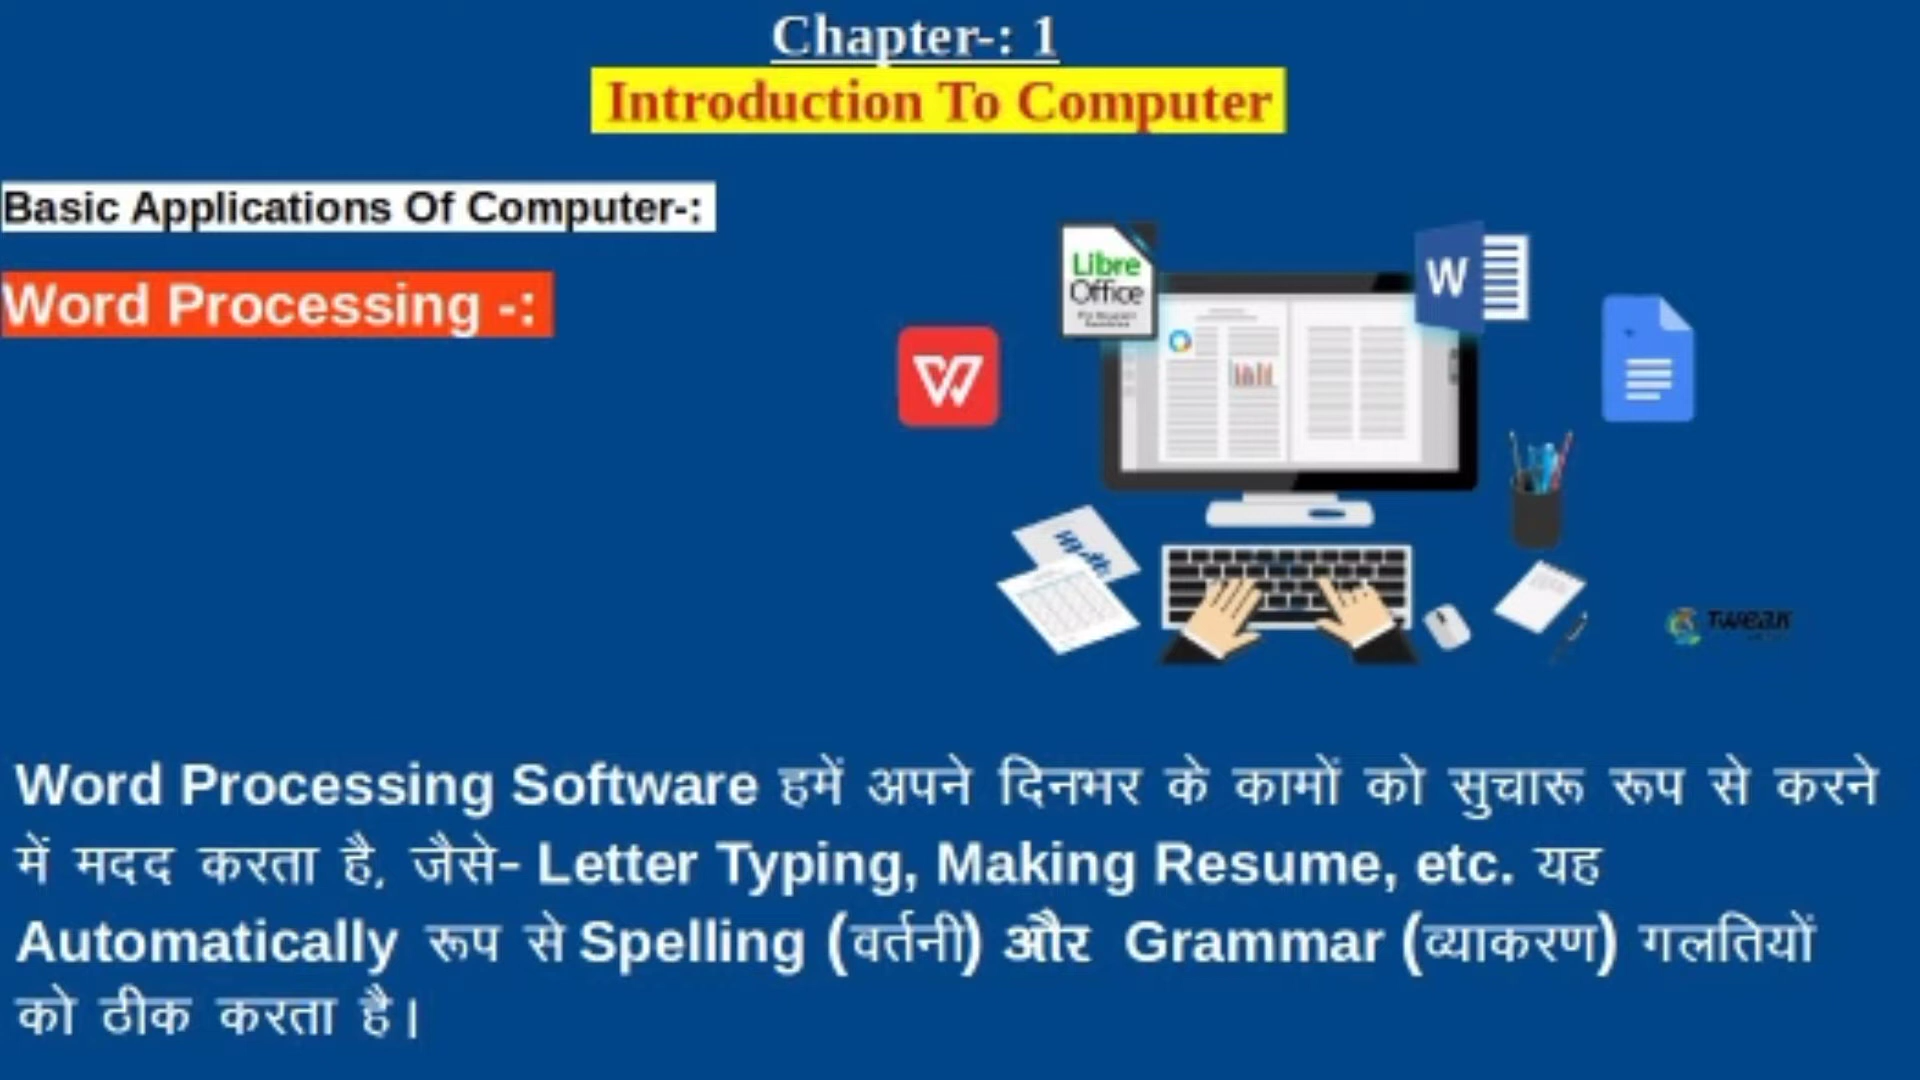 Chapter-: 1
Introduction To Computer
Basic Applications Of Computer-:
Word Processing -:
Libre
Office
W
TWEAK
Word Processing Software हमें अपने दिनभर के कामों को सुचारू रूप से करने
में मदद करता है, जैसे- Letter Typing, Making Resume, etc. यह
Automatically रूप से Spelling (वर्तनी) और Grammar (व्याकरण) गलतियों
को ठीक करता है।